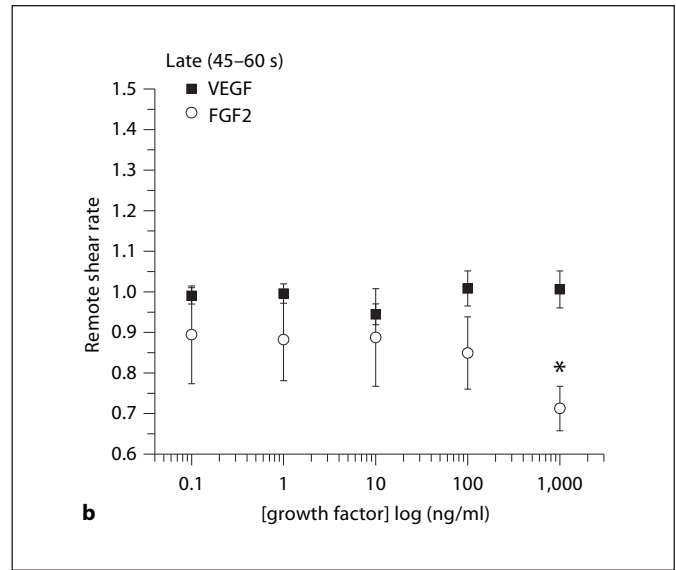 Late (45–60 s)
■ VEGF
○ FGF2
Remote shear rate
1.5
1.4
1.3
1.2
1.1
1.0
0.9
0.8
0.7
0.6
*
0.1 1 10 100 1,000
[growth factor] log (ng/ml)
b